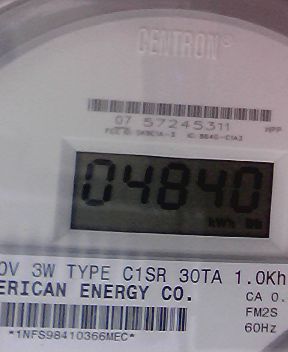 CENTRON®
07 57245311
04840
kWh
0V 3W TYPE C1SR 30TA 1.0Kh
ERICAN ENERGY CO.
CA 0.
FM2S
60Hz
*1NFS98410366MEC*